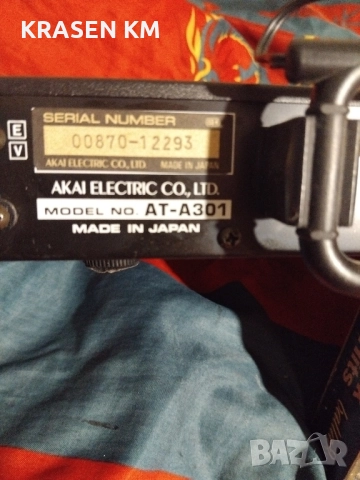 KRASEN KM
SERIAL NUMBER
E
00870-12293
V
AKAI ELECTRIC CO., LTD. MADE IN JAPAN
AKAI ELECTRIC CO., LTD.
MODEL NO. AT-A301
MADE IN JAPAN
BAZAR
bg